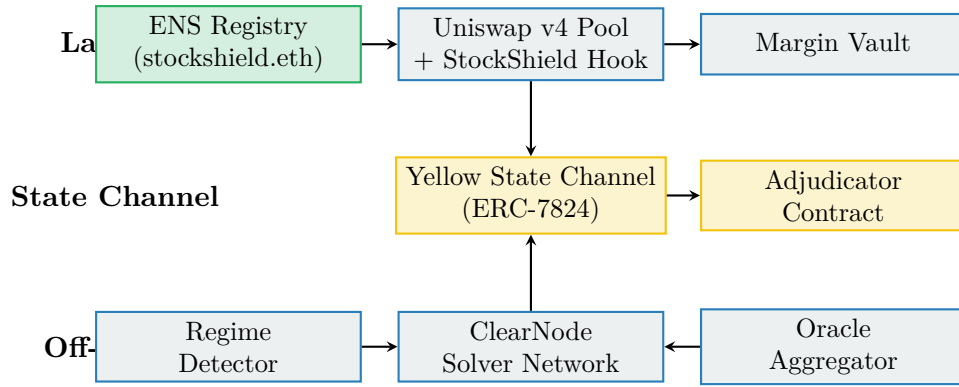 La
ENS Registry
(stockshield.eth)
Uniswap v4 Pool
+ StockShield Hook
Margin Vault
State Channel
Yellow State Channel
(ERC-7824)
Adjudicator
Contract
Off-
Regime
Detector
ClearNode
Solver Network
Oracle
Aggregator